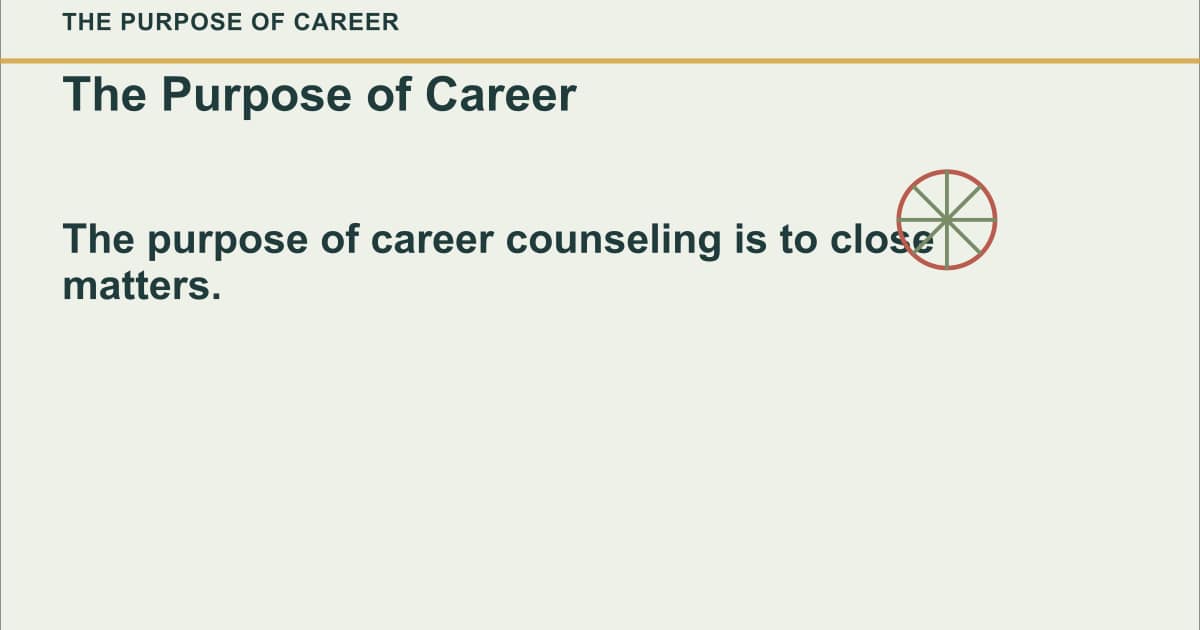 THE PURPOSE OF CAREER
The Purpose of Career
The purpose of career counseling is to close
matters.